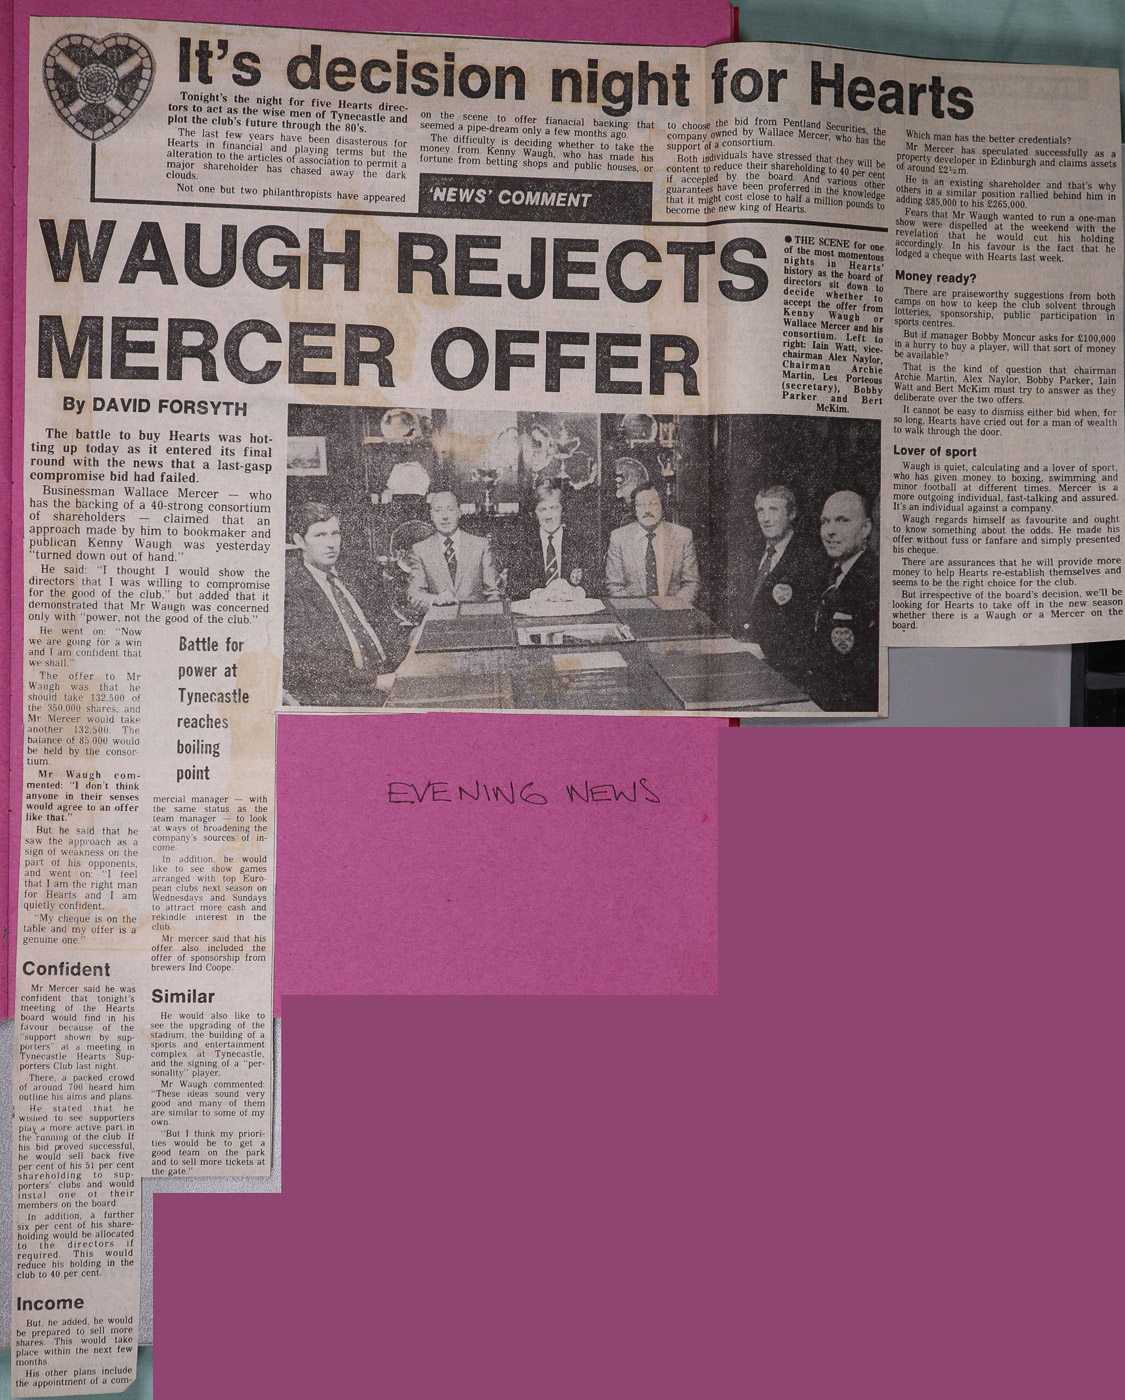 It's decision night for Hearts
Tonight's the night for five Hearts direc-
tors to act as the wise men of Tynecastle and
plot the club's future through the 80's.
The last few years have been disasterous for
Hearts in financial and playing terms but the
alteration to the articles of association to permit a
major shareholder has chased away the dark
clouds.
Not one but two philanthropists have appeared
on the scene to offer fianacial backing that
seemed a pipe-dream only a few months ago.
The difficulty is deciding whether to take the
money from Kenny Waugh, who has made his
fortune from betting shops and public houses, or
'NEWS' COMMENT
to choose the bid from Pentland Securities, the
company owned by Wallace Mercer, who has the
support of a consortium.
Both individuals have stressed that they will be
content to reduce their shareholding to 40 per cent
if accepted by the board. And various other
guarantees have been proferred in the knowledge
that it might cost close to half a million pounds to
become the new king of Hearts.
Which man has the better credentials?
Mr Mercer has speculated successfully as a
property developer in Edinburgh and claims assets
of around £2½m.
He is an existing shareholder and that's why
others in a similar position rallied behind him in
adding £85,000 to his £265,000.
Fears that Mr Waugh wanted to run a one-man
show were dispelled at the weekend with the
revelation that he would cut his holding
accordingly. In his favour is the fact that he
lodged a cheque with Hearts last week.
Money ready?
There are praiseworthy suggestions from both
camps on how to keep the club solvent through
lotteries, sponsorship, public participation in
sports centres.
But if manager Bobby Moncur asks for £100,000
in a hurry to buy a player, will that sort of money
be available?
That is the kind of question that chairman
Archie Martin, Alex Naylor, Bobby Parker, Iain
Watt and Bert McKim must try to answer as they
deliberate over the two offers.
It cannot be easy to dismiss either bid when, for
so long, Hearts have cried out for a man of wealth
to walk through the door.
Lover of sport
Waugh is quiet, calculating and a lover of sport,
who has given money to boxing, swimming and
minor football at different times. Mercer is a
more outgoing individual, fast-talking and assured.
It's an individual against a company.
Waugh regards himself as favourite and ought
to know something about the odds. He made his
offer without fuss or fanfare and simply presented
his cheque.
There are assurances that he will provide more
money to help Hearts re-establish themselves and
seems to be the right choice for the club.
But irrespective of the board's decision, we'll be
looking for Hearts to take off in the new season
whether there is a Waugh or a Mercer on the
board.
WAUGH REJECTS
MERCER OFFER
● THE SCENE for one
of the most momentous
nights in Hearts'
history as the board of
directors sit down to
decide whether to
accept the offer from
Kenny Waugh or
Wallace Mercer and his
consortium. Left to
right: Iain Watt, vice-
chairman Alex Naylor,
Chairman Archie
Martin, Les Porteous
(secretary), Bobby
Parker and Bert
McKim.
By DAVID FORSYTH
The battle to buy Hearts was hot-
ting up today as it entered its final
round with the news that a last-gasp
compromise bid had failed.
Businessman Wallace Mercer — who
has the backing of a 40-strong consortium
of shareholders — claimed that an
approach made by him to bookmaker and
publican Kenny Waugh was yesterday
"turned down out of hand."
He said: "I thought I would show the
directors that I was willing to compromise
for the good of the club," but added that it
demonstrated that Mr Waugh was concerned
only with "power, not the good of the club."
He went on: "Now
we are going for a win
and I am confident that
we shall."
The offer to Mr
Waugh was that he
should take 132,500 of
the 350,000 shares, and
Mr Mercer would take
another 132,500. The
balance of 85,000 would
be held by the consor-
tium.
Mr Waugh com-
mented: "I don't think
anyone in their senses
would agree to an offer
like that."
But he said that he
saw the approach as a
sign of weakness on the
part of his opponents,
and went on: "I feel
that I am the right man
for Hearts and I am
quietly confident.
"My cheque is on the
table and my offer is a
genuine one."
Confident
Mr Mercer said he was
confident that tonight's
meeting of the Hearts
board would find in his
favour because of the
"support shown by sup-
porters" at a meeting in
Tynecastle Hearts Sup-
porters Club last night.
There, a packed crowd
of around 700 heard him
outline his aims and plans.
He stated that he
wished to see supporters
play a more active part in
the running of the club. If
his bid proved successful,
he would sell back five
per cent of his 51 per cent
shareholding to sup-
porters' clubs and would
instal one of their
members on the board.
In addition, a further
six per cent of his share-
holding would be allocated
to the directors if
required. This would
reduce his holding in the
club to 40 per cent.
Income
But, he added, he would
be prepared to sell more
shares. This would take
place within the next few
months.
His other plans include
the appointment of a com-
Battle for
power at
Tynecastle
reaches
boiling
point
mercial manager — with
the same status as the
team manager — to look
at ways of broadening the
company's sources of in-
come.
In addition, he would
like to see show games
arranged with top Euro-
pean clubs next season on
Wednesdays and Sundays
to attract more cash and
rekindle interest in the
club.
Mr mercer said that his
offer also included the
offer of sponsorship from
brewers Ind Coope.
Similar
He would also like to
see the upgrading of the
stadium, the building of a
sports and entertainment
complex at Tynecastle,
and the signing of a "per-
sonality" player.
Mr Waugh commented:
"These ideas sound very
good and many of them
are similar to some of my
own.
"But I think my priori-
ties would be to get a
good team on the park
and to sell more tickets at
the gate."
EVENING NEWS